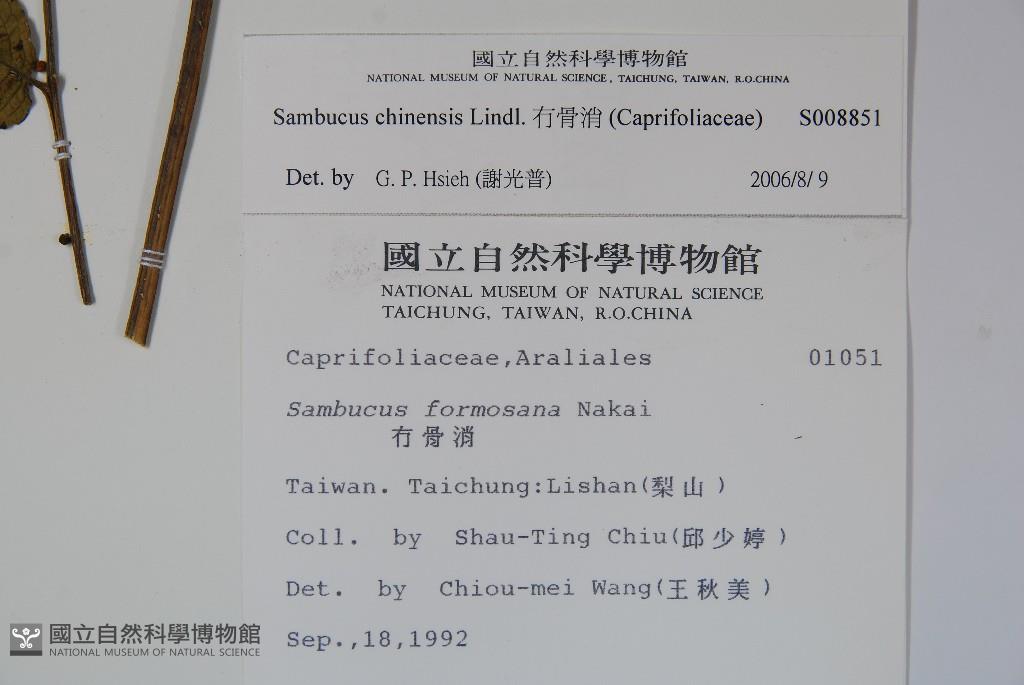 國立自然科學博物館
NATIONAL MUSEUM OF NATURAL SCIENCE, TAICHUNG, TAIWAN, R.O.CHINA
Sambucus chinensis Lindl. 冇骨消 (Caprifoliaceae) S008851
Det. by G. P. Hsieh (謝光普) 2006/8/ 9
國立自然科學博物館
NATIONAL MUSEUM OF NATURAL SCIENCE
TAICHUNG, TAIWAN, R.O.CHINA
Caprifoliaceae,Araliales 01051
Sambucus formosana Nakai
冇骨消
Taiwan. Taichung:Lishan(梨山)
Coll. by Shau-Ting Chiu(邱少婷)
Det. by Chiou-mei Wang(王秋美)
Sep.,18,1992
國立自然科學博物館
NATIONAL MUSEUM OF NATURAL SCIENCE